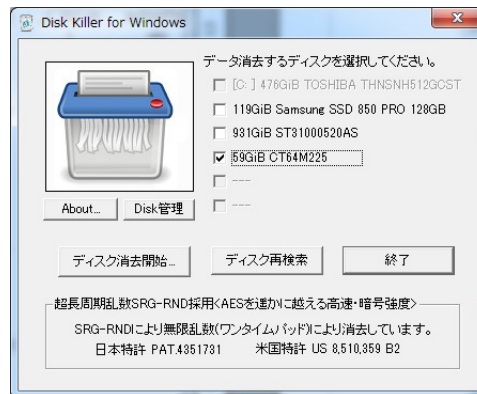 Disk Killer for Windows
データ消去するディスクを選択してください。
[C: ] 476GiB TOSHIBA THNSNH512GCST
119GiB Samsung SSD 850 PRO 128GB
931GiB ST31000520AS
59GiB CT64M225
---
---
About...
Disk管理
ディスク消去開始...
ディスク再検索
終了
超長周期乱数SRG-RND採用<AESを遥かに越える高速・暗号強度>
SRG-RNDにより無限乱数(ワンタイムパッド)により消去しています。
日本特許 PAT.4351731 米国特許 US 8,510,359 B2